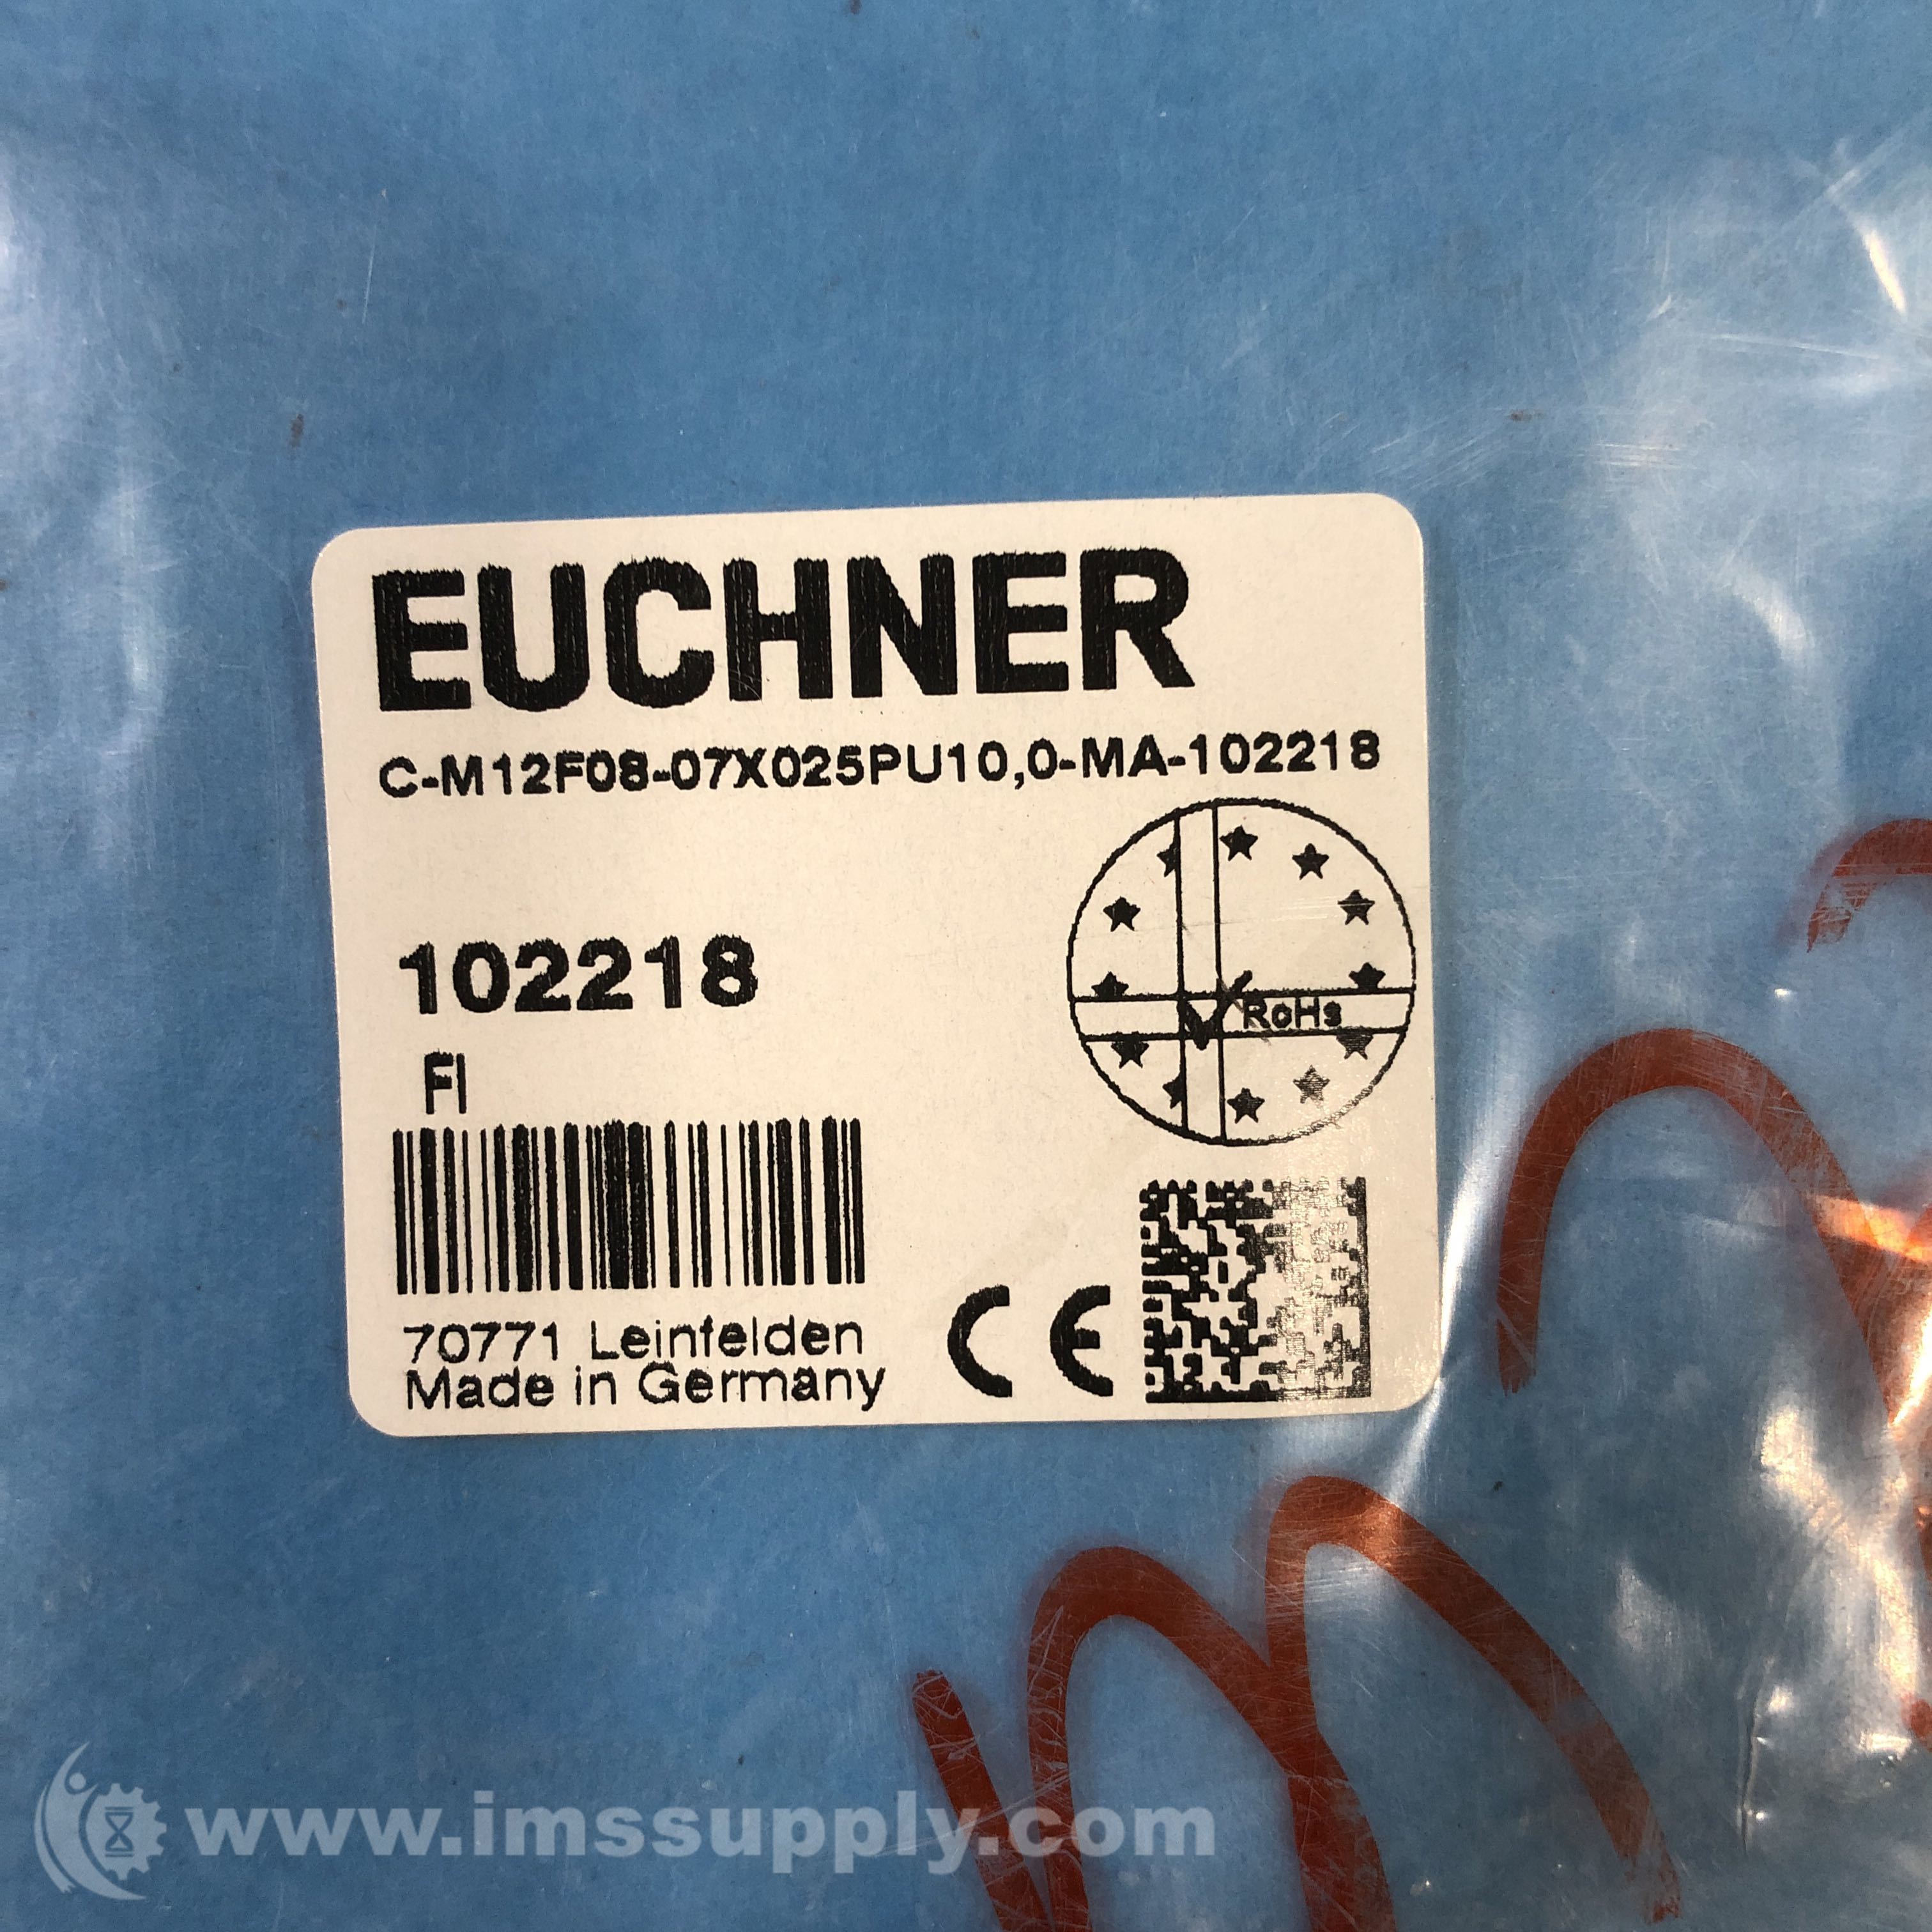 EUCHNER
C-M12F08-07X025PU10,0-MA-102218
102218
RoHs
FI
70771 Leinfelden
Made in Germany
CE
www.imssupply.com